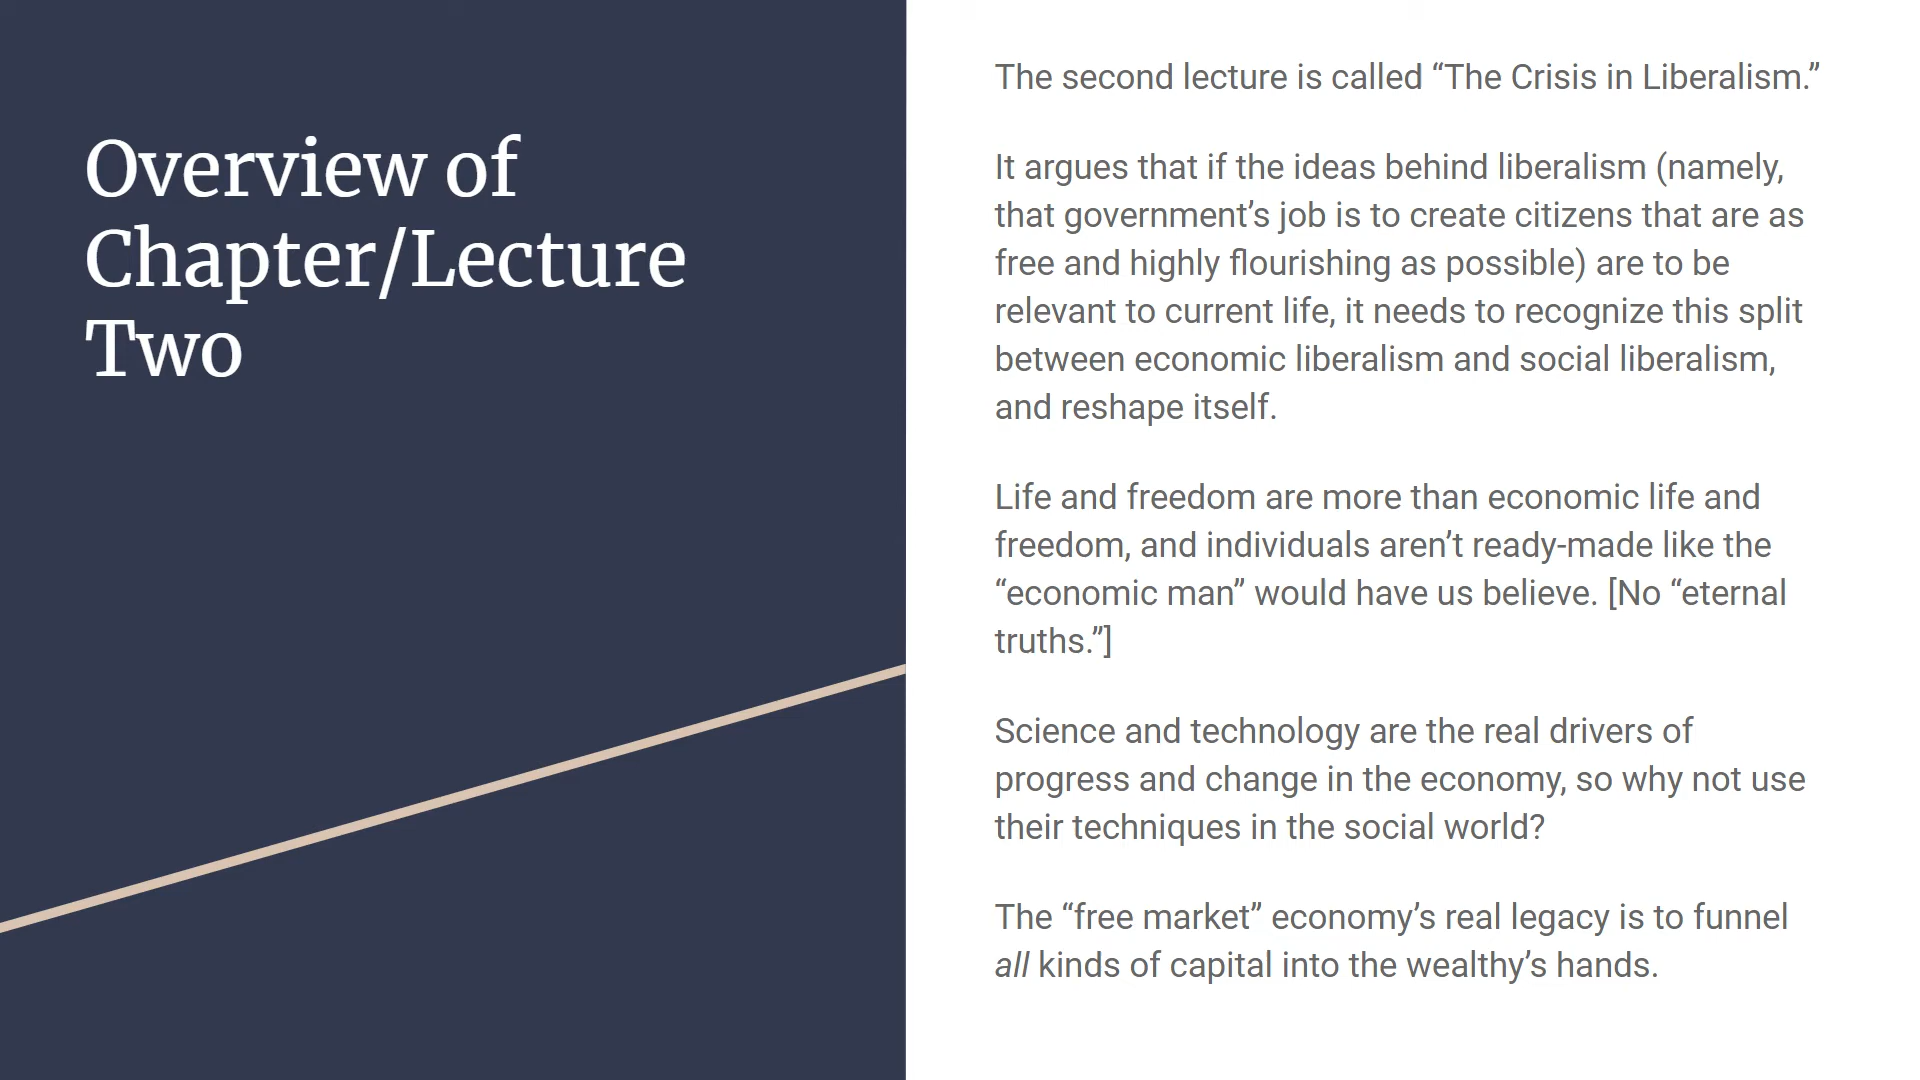 Overview of
Chapter/Lecture
Two
The second lecture is called “The Crisis in Liberalism.”
It argues that if the ideas behind liberalism (namely,
that government’s job is to create citizens that are as
free and highly flourishing as possible) are to be
relevant to current life, it needs to recognize this split
between economic liberalism and social liberalism,
and reshape itself.
Life and freedom are more than economic life and
freedom, and individuals aren’t ready-made like the
“economic man” would have us believe. [No “eternal
truths.”]
Science and technology are the real drivers of
progress and change in the economy, so why not use
their techniques in the social world?
The “free market” economy’s real legacy is to funnel
all kinds of capital into the wealthy’s hands.